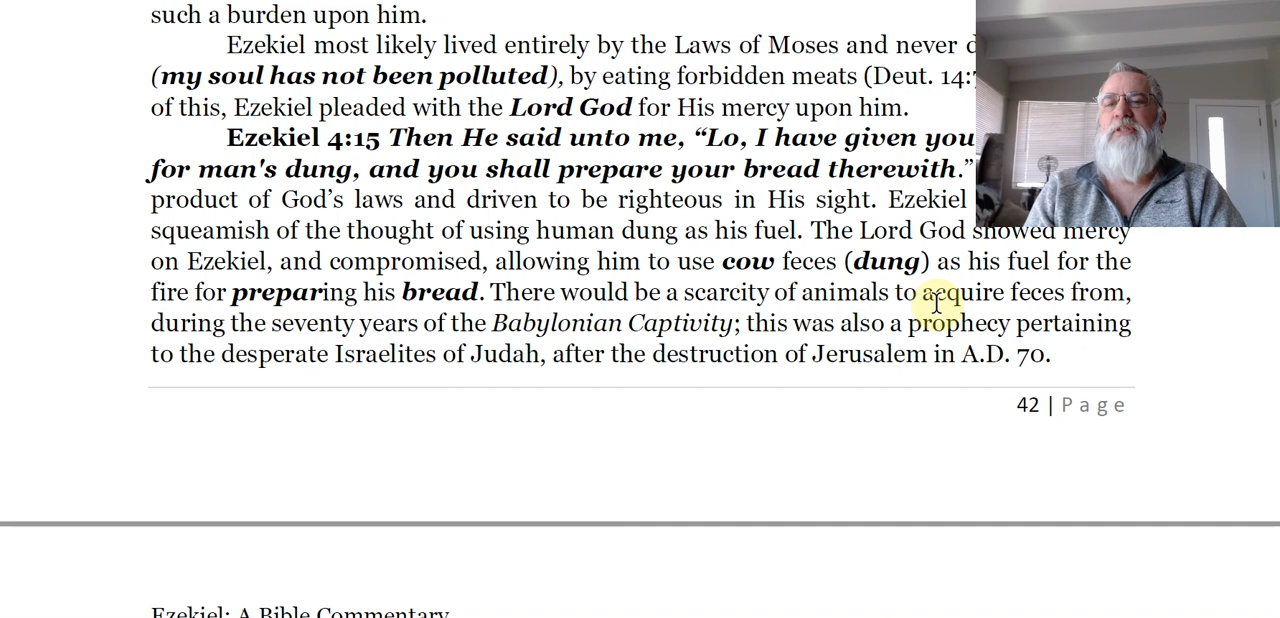 such a burden upon him.
Ezekiel most likely lived entirely by the Laws of Moses and never
(my soul has not been polluted), by eating forbidden meats (Deut. 14:
of this, Ezekiel pleaded with the Lord God for His mercy upon him.
Ezekiel 4:15 Then He said unto me, “Lo, I have given you
for man's dung, and you shall prepare your bread therewith.”
product of God’s laws and driven to be righteous in His sight. Ezekiel
squeamish of the thought of using human dung as his fuel. The Lord God showed mercy
on Ezekiel, and compromised, allowing him to use cow feces (dung) as his fuel for the
fire for preparing his bread. There would be a scarcity of animals to acquire feces from,
during the seventy years of the Babylonian Captivity; this was also a prophecy pertaining
to the desperate Israelites of Judah, after the destruction of Jerusalem in A.D. 70.
42 | Page
Ezekiel: A Bible Commentary